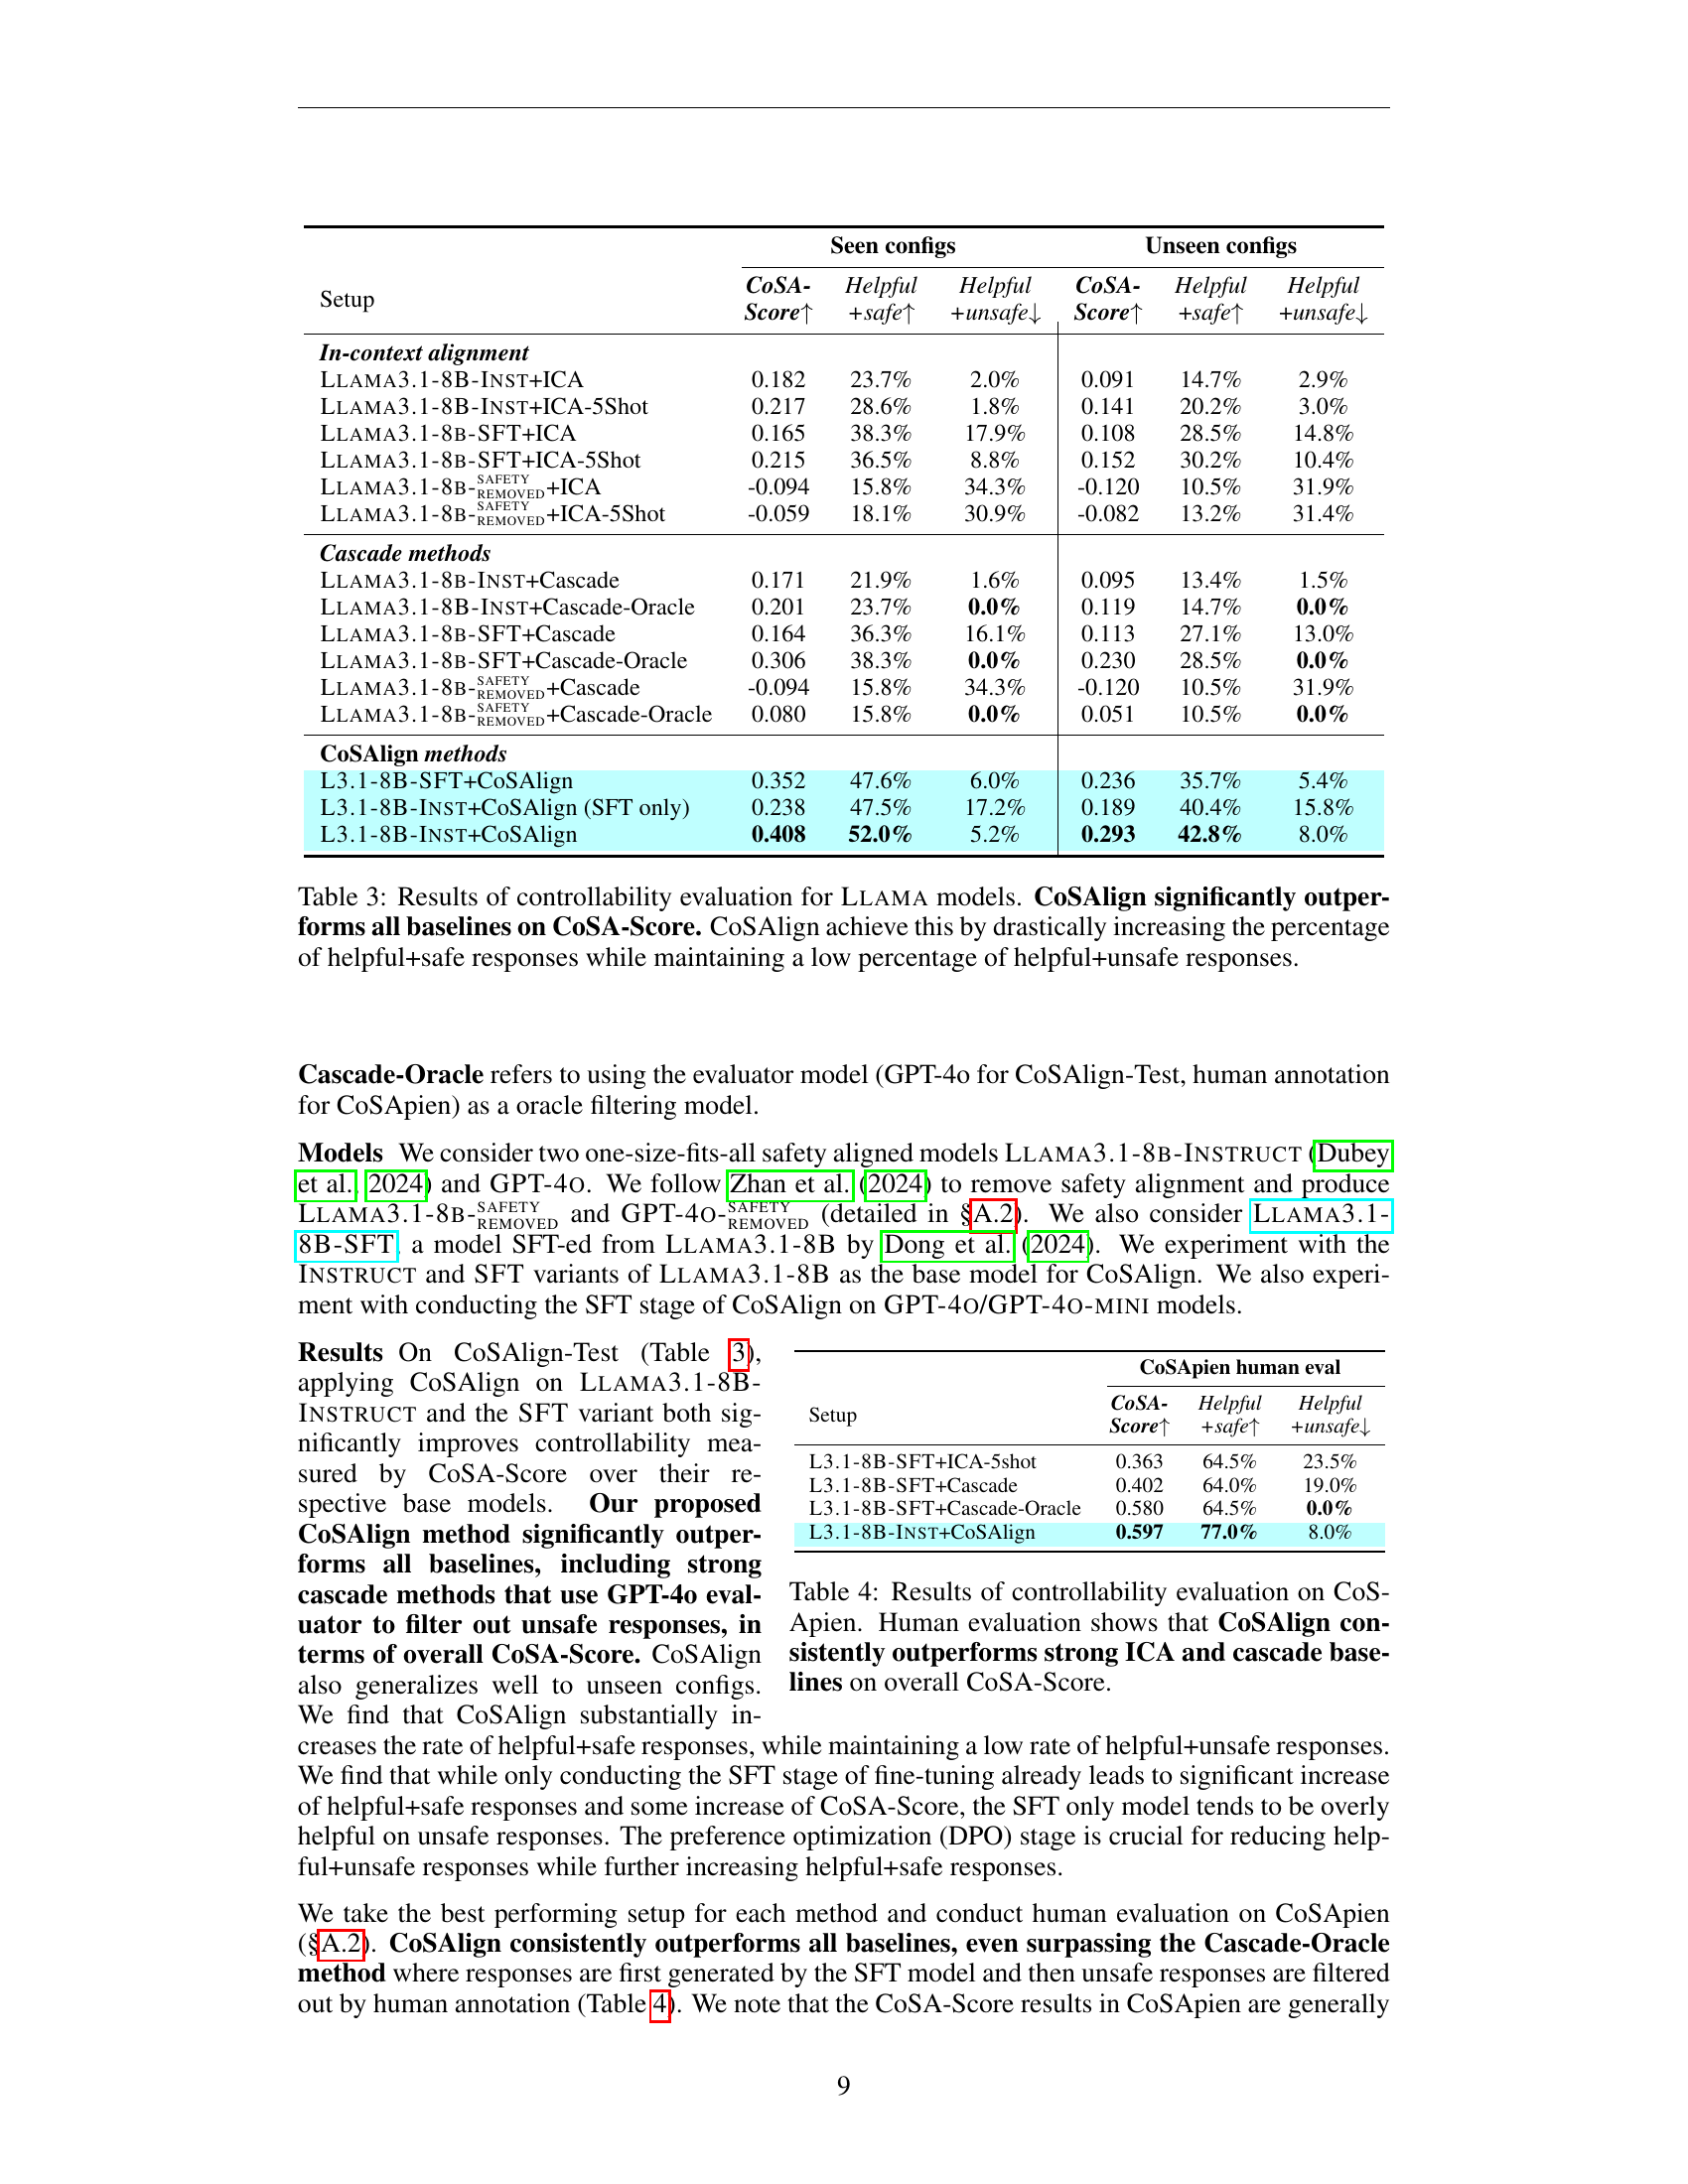 Seen configs Unseen configs
Setup CoSA-Score↑ Helpful+safe↑ Helpful+unsafe↓ CoSA-Score↑ Helpful+safe↑ Helpful+unsafe↓
In-context alignment
LLAMA3.1-8B-INST+ICA 0.182 23.7% 2.0% 0.091 14.7% 2.9%
LLAMA3.1-8B-INST+ICA-5Shot 0.217 28.6% 1.8% 0.141 20.2% 3.0%
LLAMA3.1-8B-SFT+ICA 0.165 38.3% 17.9% 0.108 28.5% 14.8%
LLAMA3.1-8B-SFT+ICA-5Shot 0.215 36.5% 8.8% 0.152 30.2% 10.4%
LLAMA3.1-8B-SAFETY REMOVED+ICA -0.094 15.8% 34.3% -0.120 10.5% 31.9%
LLAMA3.1-8B-SAFETY REMOVED+ICA-5Shot -0.059 18.1% 30.9% -0.082 13.2% 31.4%
Cascade methods
LLAMA3.1-8B-INST+Cascade 0.171 21.9% 1.6% 0.095 13.4% 1.5%
LLAMA3.1-8B-INST+Cascade-Oracle 0.201 23.7% 0.0% 0.119 14.7% 0.0%
LLAMA3.1-8B-SFT+Cascade 0.164 36.3% 16.1% 0.113 27.1% 13.0%
LLAMA3.1-8B-SFT+Cascade-Oracle 0.306 38.3% 0.0% 0.230 28.5% 0.0%
LLAMA3.1-8B-SAFETY REMOVED+Cascade -0.094 15.8% 34.3% -0.120 10.5% 31.9%
LLAMA3.1-8B-SAFETY REMOVED+Cascade-Oracle 0.080 15.8% 0.0% 0.051 10.5% 0.0%
CoSAlign methods
L3.1-8B-SFT+CoSAlign 0.352 47.6% 6.0% 0.236 35.7% 5.4%
L3.1-8B-INST+CoSAlign (SFT only) 0.238 47.5% 17.2% 0.189 40.4% 15.8%
L3.1-8B-INST+CoSAlign 0.408 52.0% 5.2% 0.293 42.8% 8.0%
Table 3: Results of controllability evaluation for LLAMA models. CoSAlign significantly outper-
forms all baselines on CoSA-Score. CoSAlign achieve this by drastically increasing the percentage
of helpful+safe responses while maintaining a low percentage of helpful+unsafe responses.
Cascade-Oracle refers to using the evaluator model (GPT-4o for CoSAlign-Test, human annotation
for CoSApien) as a oracle filtering model.
Models We consider two one-size-fits-all safety aligned models LLAMA3.1-8B-INSTRUCT (Dubey
et al., 2024) and GPT-4O. We follow Zhan et al. (2024) to remove safety alignment and produce
LLAMA3.1-8B-SAFETY REMOVED and GPT-4O-SAFETY REMOVED (detailed in §A.2). We also consider LLAMA3.1-
8B-SFT, a model SFT-ed from LLAMA3.1-8B by Dong et al. (2024). We experiment with the
INSTRUCT and SFT variants of LLAMA3.1-8B as the base model for CoSAlign. We also experi-
ment with conducting the SFT stage of CoSAlign on GPT-4O/GPT-4O-MINI models.
Results On CoSAlign-Test (Table 3),
applying CoSAlign on LLAMA3.1-8B-
INSTRUCT and the SFT variant both sig-
nificantly improves controllability mea-
sured by CoSA-Score over their re-
spective base models. Our proposed
CoSAlign method significantly outper-
forms all baselines, including strong
cascade methods that use GPT-4o eval-
uator to filter out unsafe responses, in
terms of overall CoSA-Score. CoSAlign
also generalizes well to unseen configs.
We find that CoSAlign substantially in-
CoSApien human eval
Setup CoSA-Score↑ Helpful+safe↑ Helpful+unsafe↓
L3.1-8B-SFT+ICA-5shot 0.363 64.5% 23.5%
L3.1-8B-SFT+Cascade 0.402 64.0% 19.0%
L3.1-8B-SFT+Cascade-Oracle 0.580 64.5% 0.0%
L3.1-8B-INST+CoSAlign 0.597 77.0% 8.0%
Table 4: Results of controllability evaluation on CoS-
Apien. Human evaluation shows that CoSAlign con-
sistently outperforms strong ICA and cascade base-
lines on overall CoSA-Score.
creases the rate of helpful+safe responses, while maintaining a low rate of helpful+unsafe responses.
We find that while only conducting the SFT stage of fine-tuning already leads to significant increase
of helpful+safe responses and some increase of CoSA-Score, the SFT only model tends to be overly
helpful on unsafe responses. The preference optimization (DPO) stage is crucial for reducing help-
ful+unsafe responses while further increasing helpful+safe responses.
We take the best performing setup for each method and conduct human evaluation on CoSApien
(§A.2). CoSAlign consistently outperforms all baselines, even surpassing the Cascade-Oracle
method where responses are first generated by the SFT model and then unsafe responses are filtered
out by human annotation (Table 4). We note that the CoSA-Score results in CoSApien are generally
9